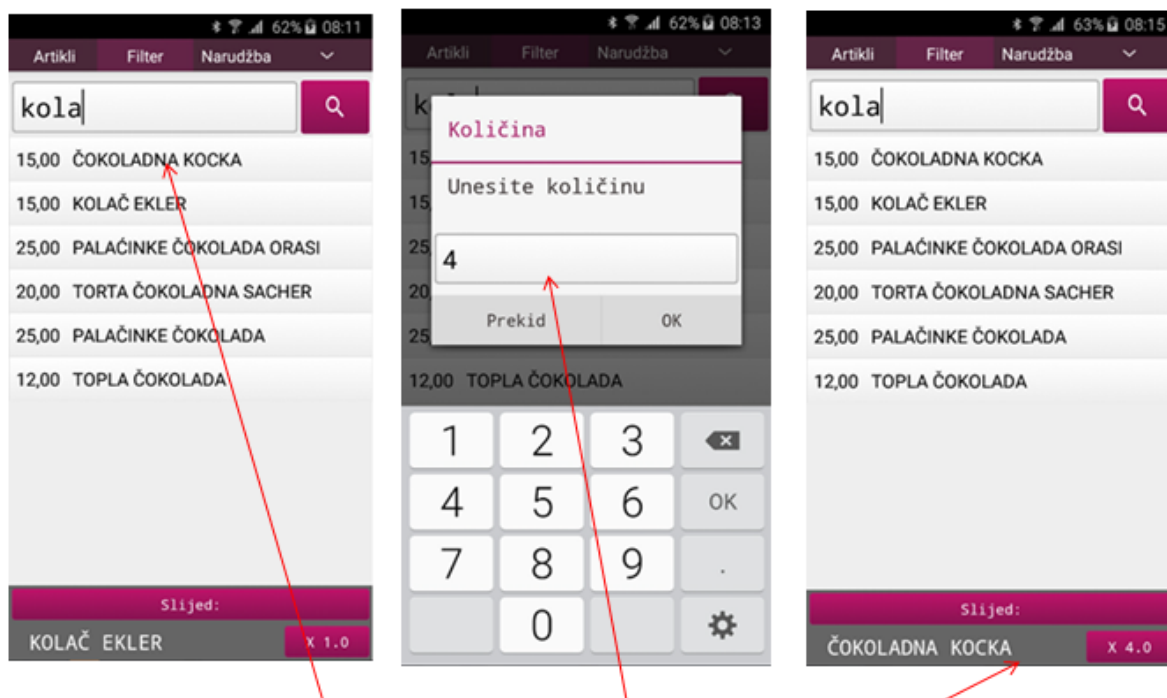 62% 08:11
Artikli Filter Narudžba
kola
15,00 ČOKOLADNA KOCKA
15,00 KOLAČ EKLER
25,00 PALAĆINKE ČOKOLADA ORASI
20,00 TORTA ČOKOLADNA SACHER
25,00 PALAČINKE ČOKOLADA
12,00 TOPLA ČOKOLADA
Slijed:
KOLAČ EKLER X 1.0
62% 08:13
Artikli Filter Narudžba
k
Količina
15
Unesite količinu
15
25
4
20
Prekid OK
25
12,00 TOPLA ČOKOLADA
1 2 3
4 5 6 OK
7 8 9 .
0
63% 08:15
Artikli Filter Narudžba
kola
15,00 ČOKOLADNA KOCKA
15,00 KOLAČ EKLER
25,00 PALAĆINKE ČOKOLADA ORASI
20,00 TORTA ČOKOLADNA SACHER
25,00 PALAČINKE ČOKOLADA
12,00 TOPLA ČOKOLADA
Slijed:
ČOKOLADNA KOCKA X 4.0